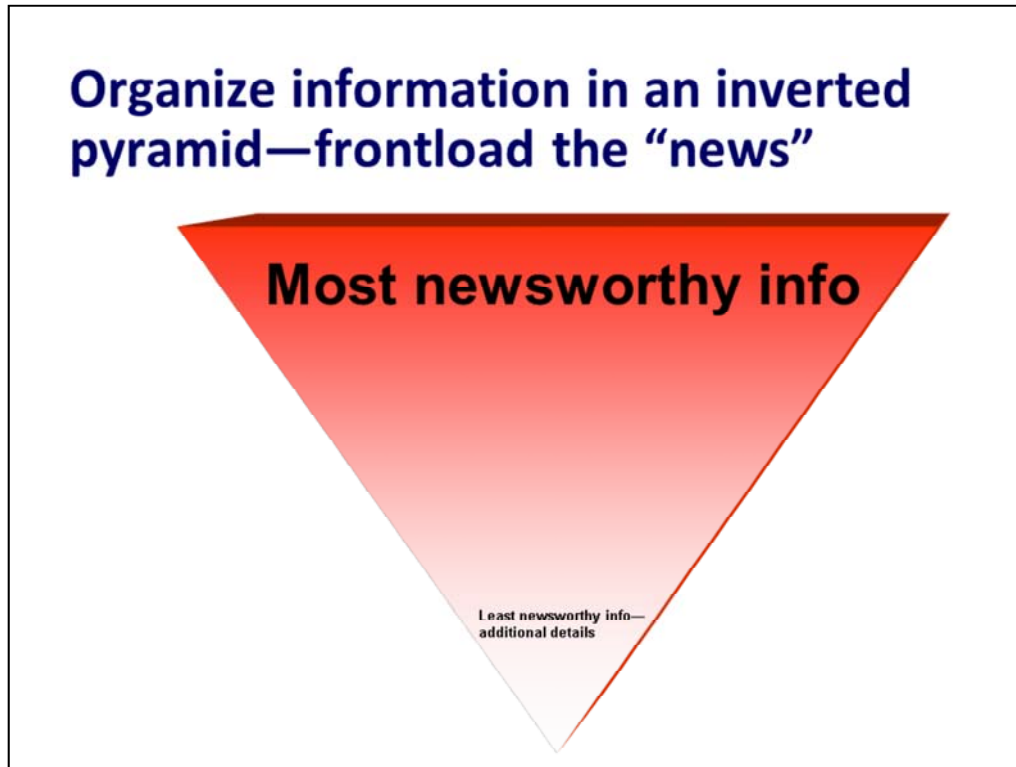 Organize information in an inverted
pyramid—frontload the “news”
Most newsworthy info
Least newsworthy info—
additional details